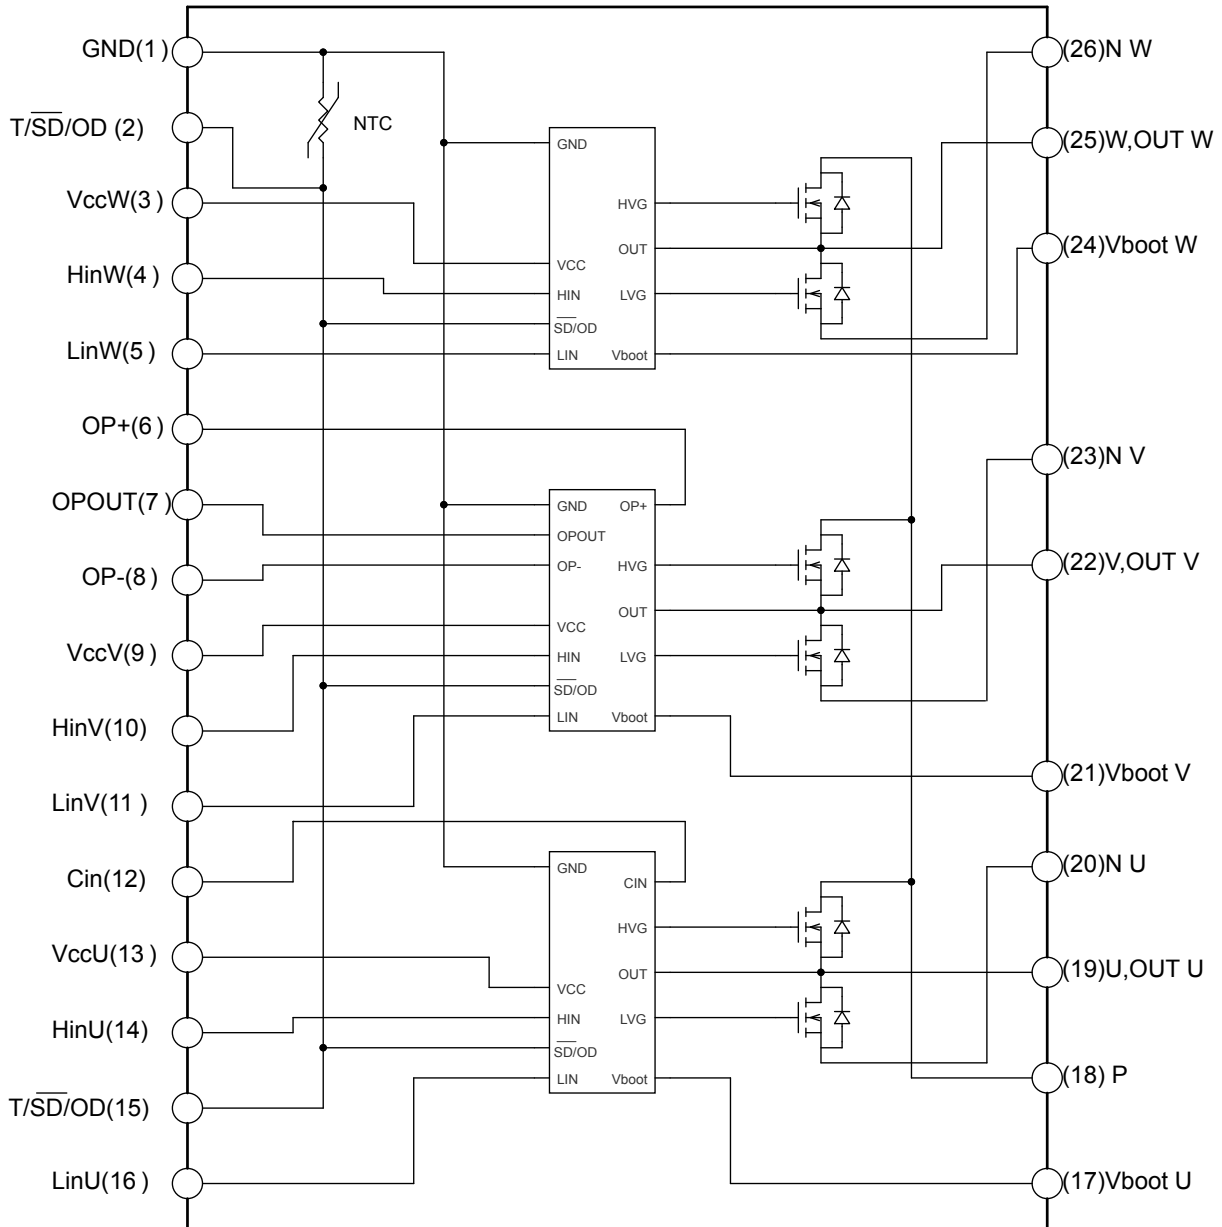 GND(1)
T/SD/OD (2)
VccW(3)
HinW(4)
LinW(5)
OP+(6)
OPOUT(7)
OP-(8)
VccV(9)
HinV(10)
LinV(11)
Cin(12)
VccU(13)
HinU(14)
T/SD/OD(15)
LinU(16)
NTC
GND
HVG
OUT
VCC
HIN
LVG
SD/OD
LIN
Vboot
GND
OP+
OPOUT
OP-
HVG
OUT
VCC
HIN
LVG
SD/OD
LIN
Vboot
GND
CIN
HVG
OUT
VCC
HIN
LVG
SD/OD
LIN
Vboot
(26)N W
(25)W,OUT W
(24)Vboot W
(23)N V
(22)V,OUT V
(21)Vboot V
(20)N U
(19)U,OUT U
(18) P
(17)Vboot U